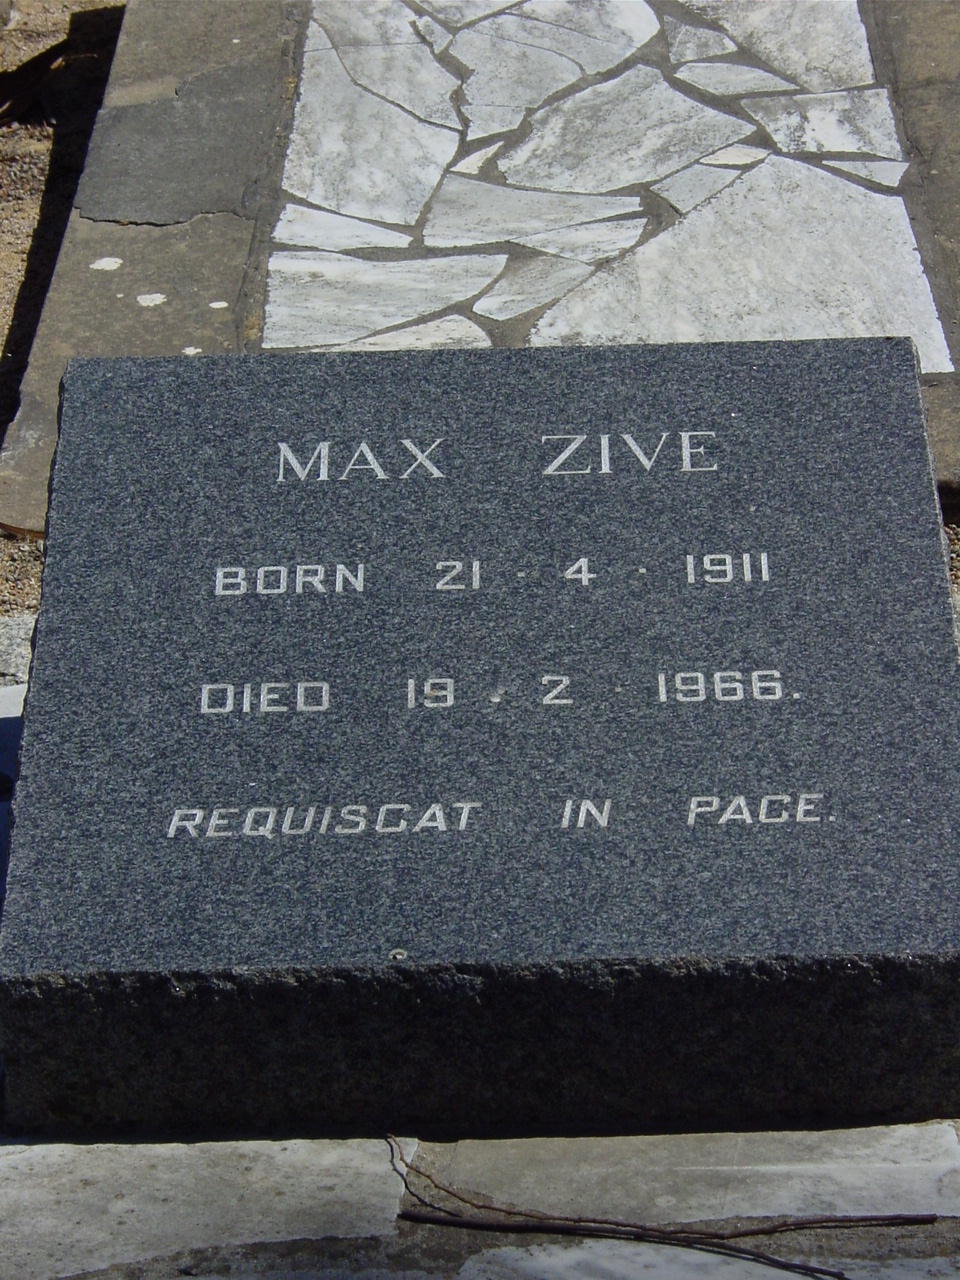 MAX ZIVE
BORN 21 · 4 · 1911
DIED 19 . 2 · 1966.
REQUISCAT IN PACE.